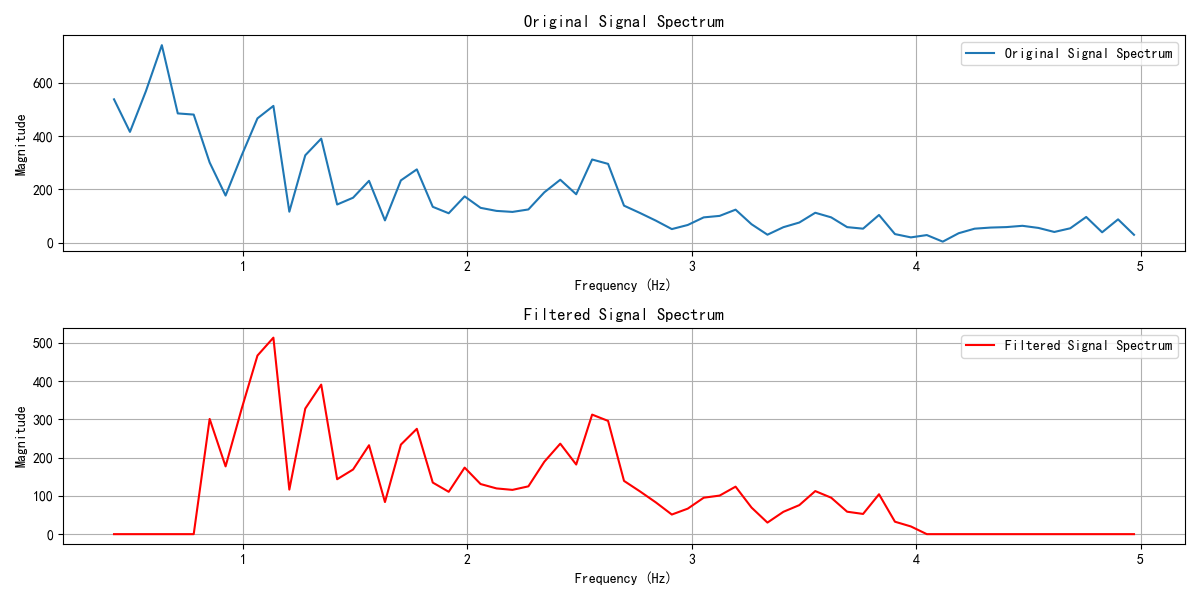 Original Signal Spectrum
Original Signal Spectrum
Magnitude
600
400
200
0
1 2 3 4 5
Frequency (Hz)
Filtered Signal Spectrum
Filtered Signal Spectrum
Magnitude
500
400
300
200
100
0
1 2 3 4 5
Frequency (Hz)